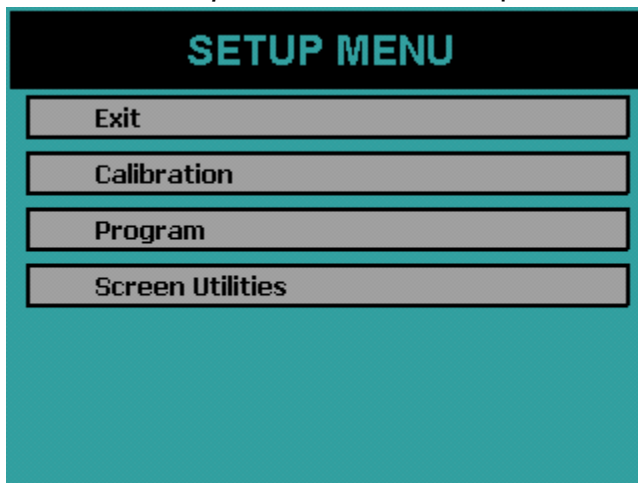 SETUP MENU
Exit
Calibration
Program
Screen Utilities